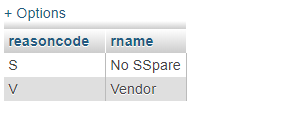 + Options
reasoncode rname
S No SSpare
V Vendor